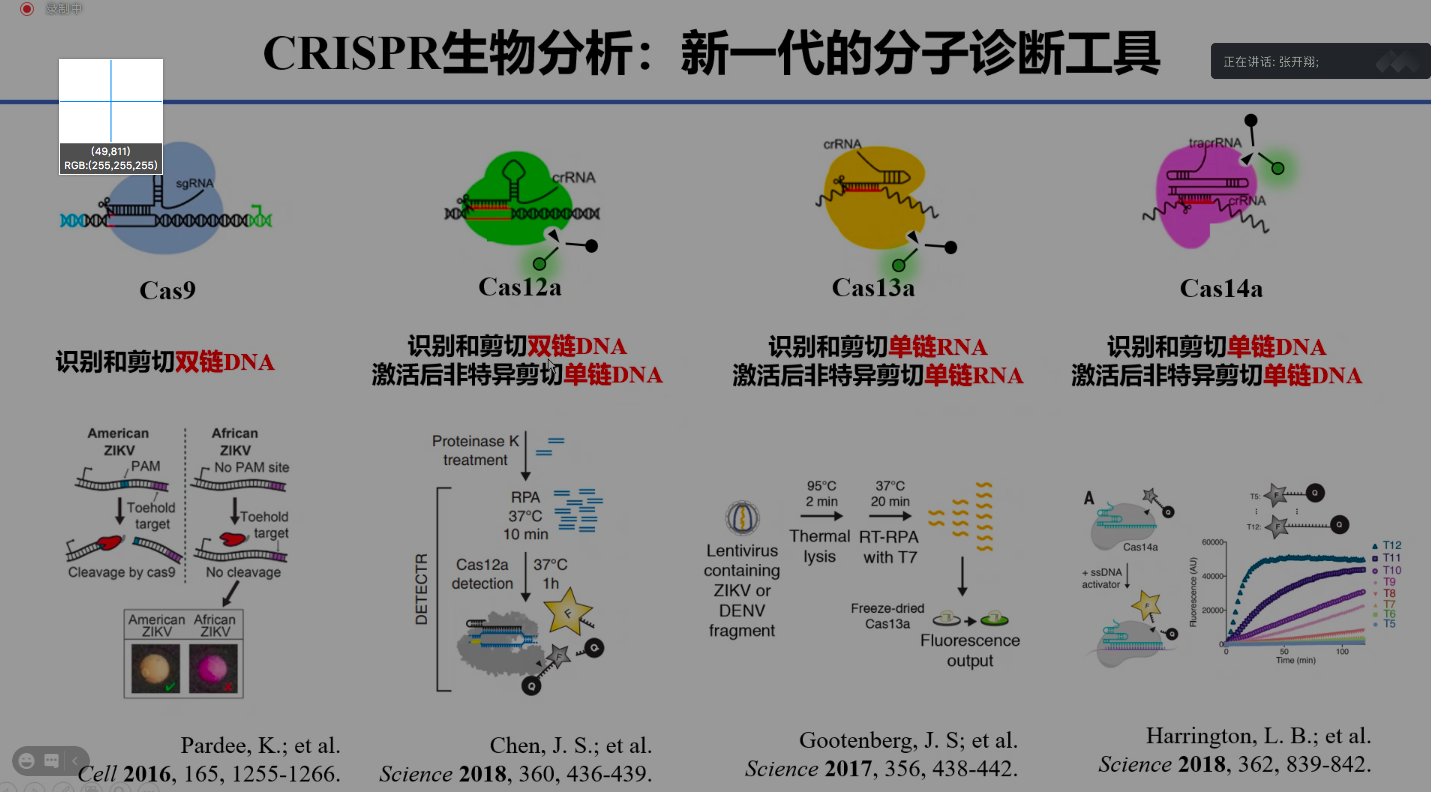 录制中
CRISPR生物分析：新一代的分子诊断工具
正在讲话: 张开翔;
(49,811)
RGB:(255,255,255)
sgRNA
Cas9
识别和剪切双链DNA
American
ZIKV
African
ZIKV
PAM
No PAM site
Toehold
target
Toehold
target
Cleavage by cas9
No cleavage
American
ZIKV
African
ZIKV
Pardee, K.; et al.
Cell 2016, 165, 1255-1266.
crRNA
Cas12a
识别和剪切双链DNA
激活后非特异剪切单链DNA
Proteinase K
treatment
RPA
37°C
10 min
DETECTR
Cas12a
detection
37°C
1h
F
F
Q
Q
Chen, J. S.; et al.
Science 2018, 360, 436-439.
crRNA
Cas13a
识别和剪切单链RNA
激活后非特异剪切单链RNA
95°C
2 min
37°C
20 min
Thermal
lysis
RT-RPA
with T7
Lentivirus
containing
ZIKV or
DENV
fragment
Freeze-dried
Cas13a
Fluorescence
output
Gootenberg, J. S; et al.
Science 2017, 356, 438-442.
tracrRNA
crRNA
Cas14a
识别和剪切单链DNA
激活后非特异剪切单链DNA
A
F
Q
Cas14a
+ ssDNA
activator
F
Q
T5:
F
Q
T12:
F
Q
60000
40000
20000
0
Fluorescence (AU)
0
50
100
Time (min)
T12
T11
T10
T9
T8
T7
T6
T5
Harrington, L. B.; et al.
Science 2018, 362, 839-842.